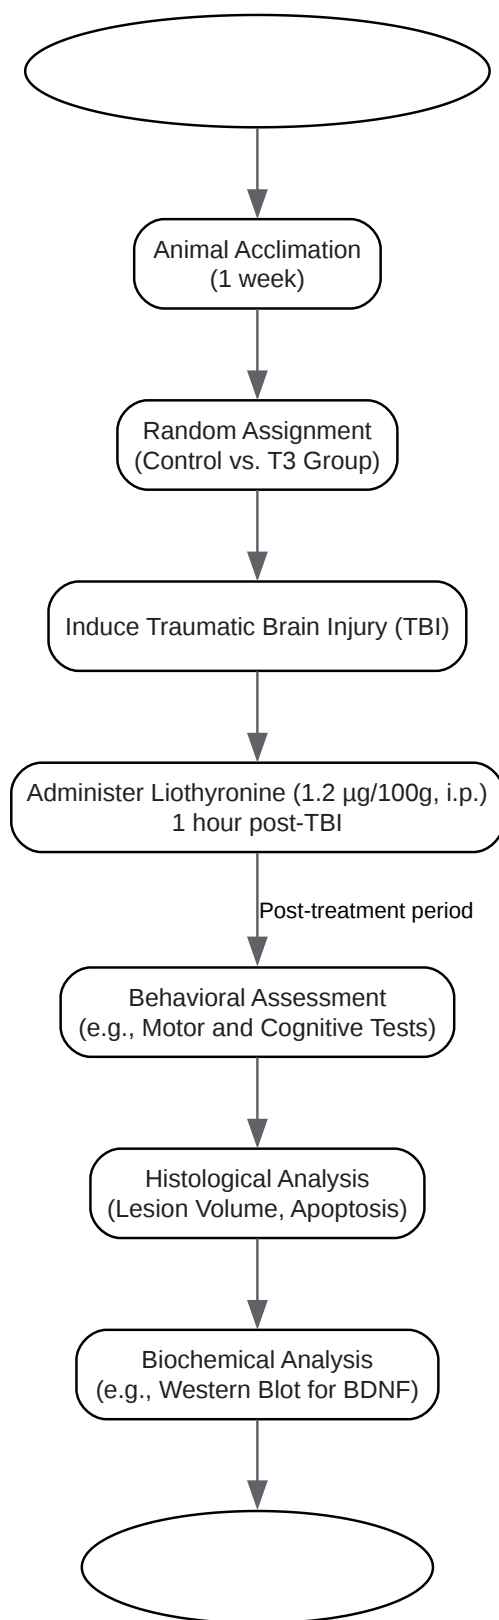 Animal Acclimation
(1 week)
Random Assignment
(Control vs. T3 Group)
Induce Traumatic Brain Injury (TBI)
Administer Liothyronine (1.2 µg/100g, i.p.)
1 hour post-TBI
Post-treatment period
Behavioral Assessment
(e.g., Motor and Cognitive Tests)
Histological Analysis
(Lesion Volume, Apoptosis)
Biochemical Analysis
(e.g., Western Blot for BDNF)